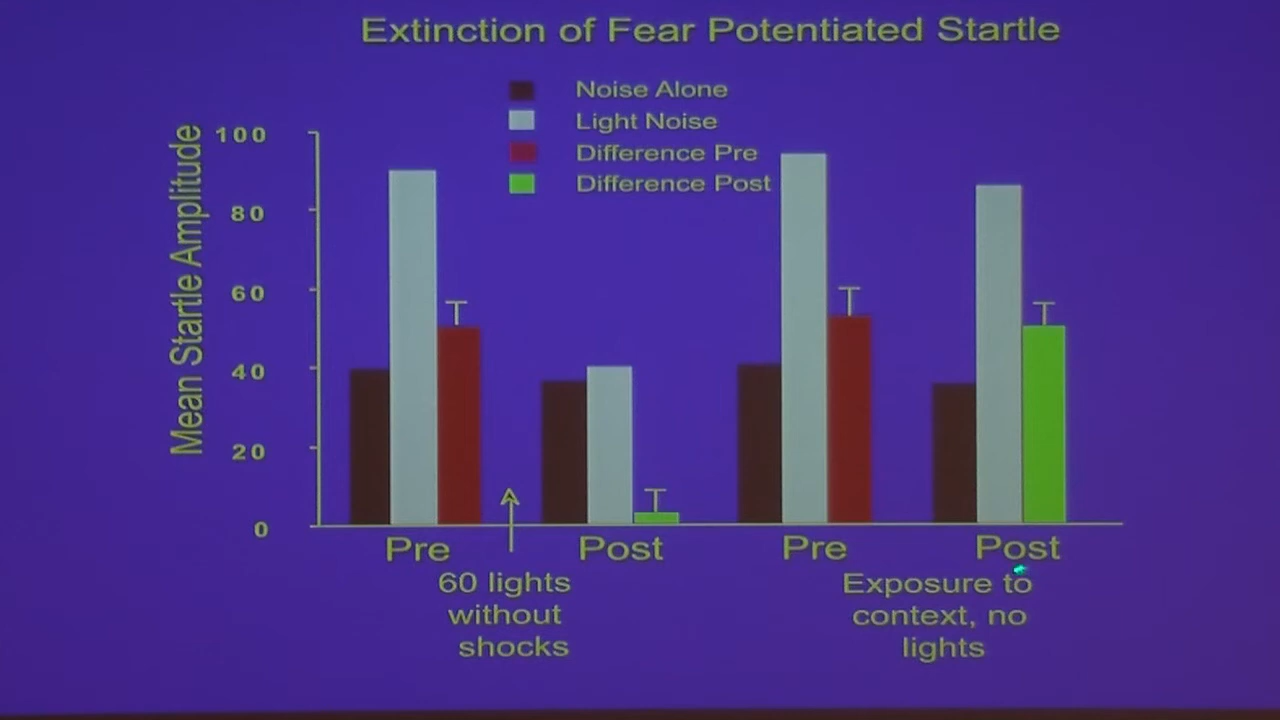 Extinction of Fear Potentiated Startle
Noise Alone
Light Noise
Difference Pre
Difference Post
Mean Startle Amplitude
100
80
60
40
20
0
Pre
Post
Pre
Post
60 lights
without
shocks
Exposure to
context, no
lights